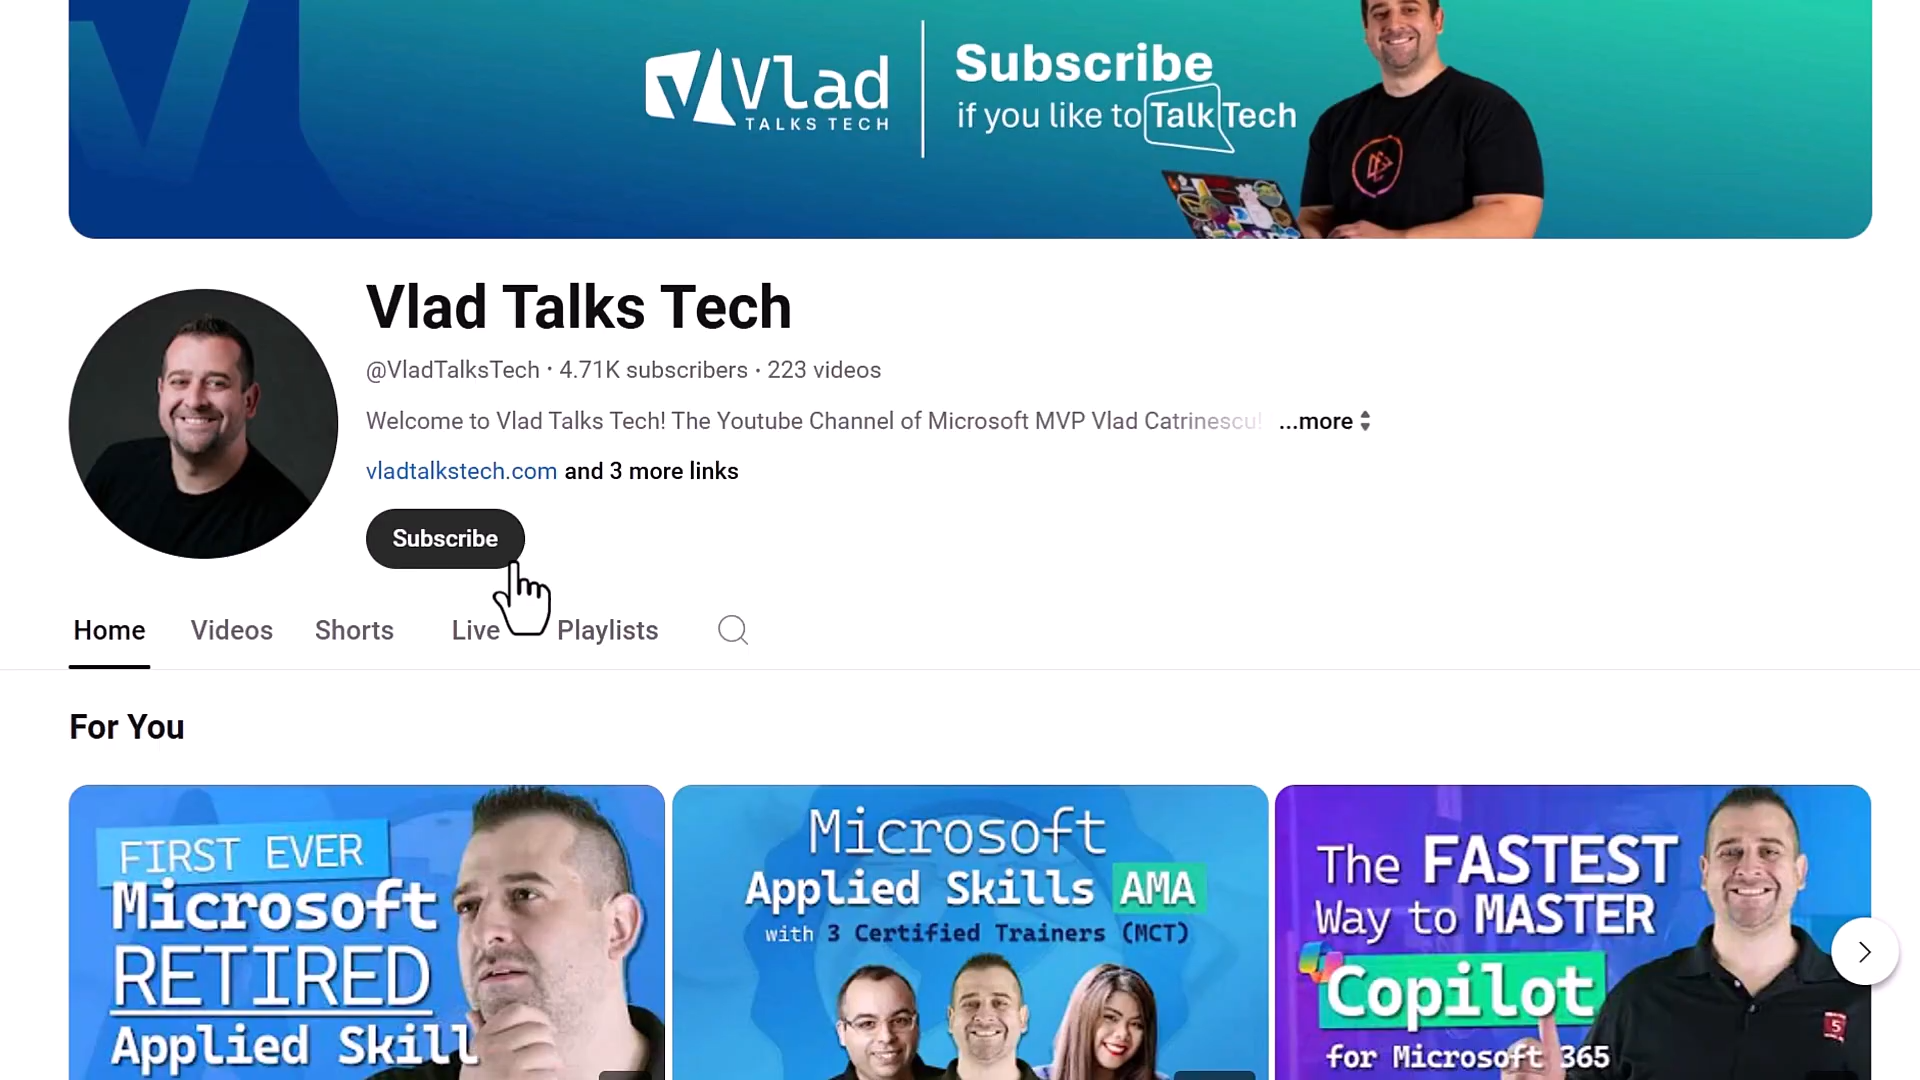 Vlad
TALKS TECH
Subscribe
if you like to Talk Tech
Vlad Talks Tech
@VladTalksTech · 4.71K subscribers · 223 videos
Welcome to Vlad Talks Tech! The Youtube Channel of Microsoft MVP Vlad Catrinescu! ...more
vladtalkstech.com and 3 more links
Subscribe
Home Videos Shorts Live Playlists
For You
FIRST EVER
Microsoft
RETIRED
Applied Skill
Microsoft
Applied Skills AMA
with 3 Certified Trainers (MCT)
The FASTEST
Way to MASTER
Copilot
for Microsoft 365
5